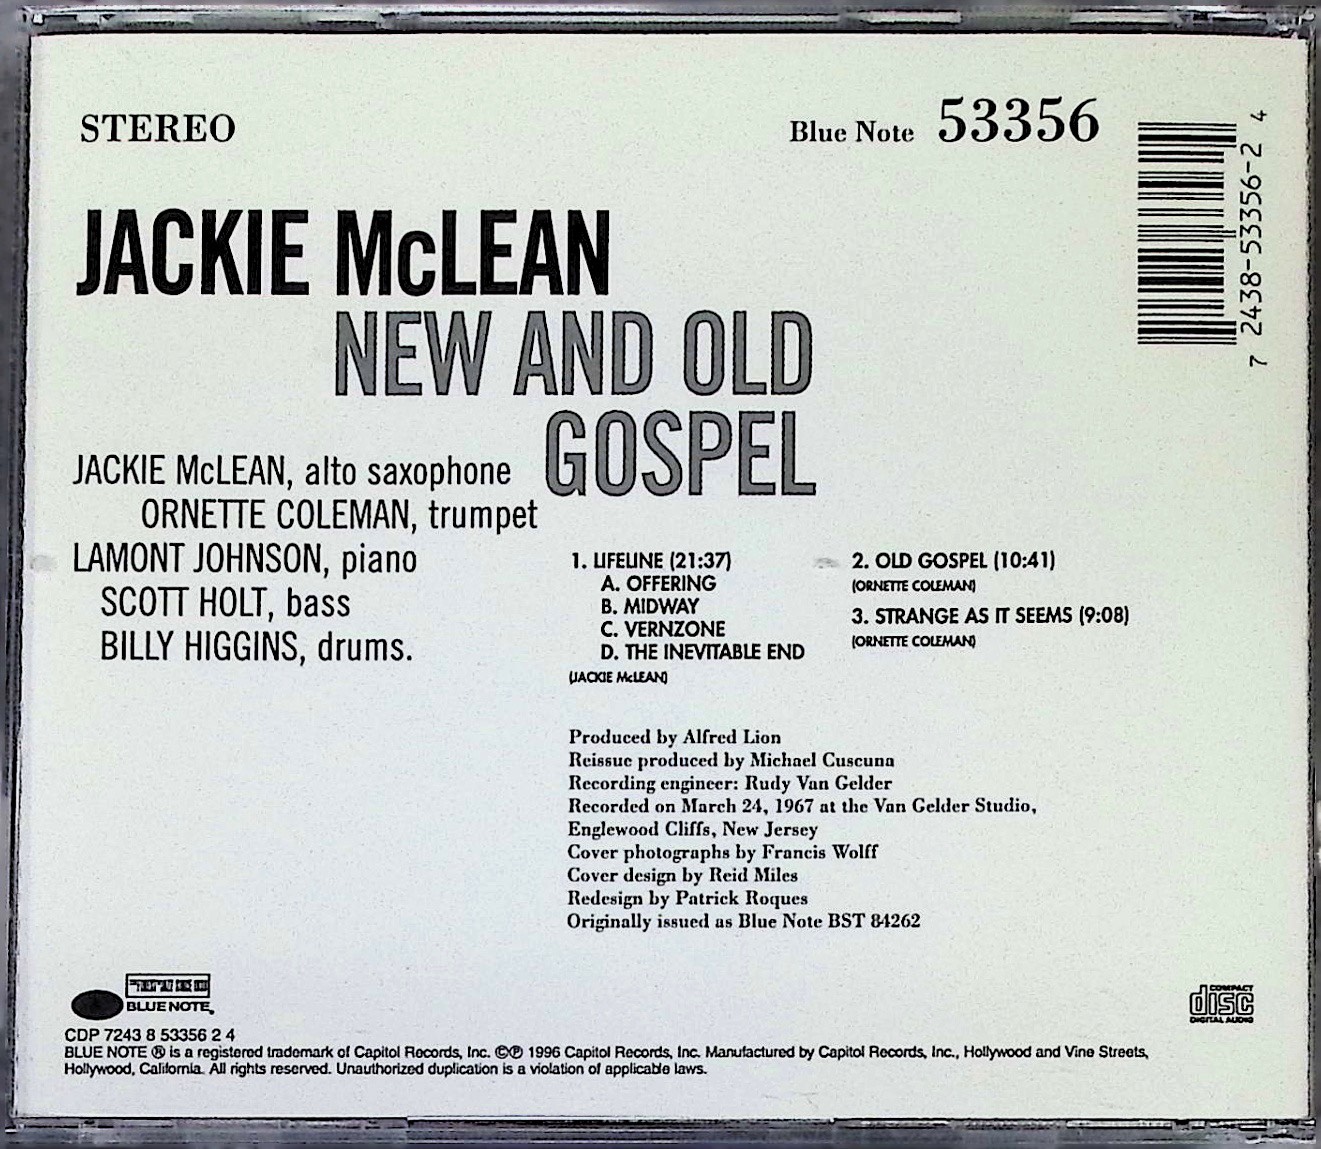 STEREO
Blue Note 53356
7 2438-53356-2 4
JACKIE McLEAN
NEW AND OLD
GOSPEL
JACKIE McLEAN, alto saxophone
ORNETTE COLEMAN, trumpet
LAMONT JOHNSON, piano
SCOTT HOLT, bass
BILLY HIGGINS, drums.
1. LIFELINE (21:37)
A. OFFERING
B. MIDWAY
C. VERNZONE
D. THE INEVITABLE END
(JACKIE McLEAN)
2. OLD GOSPEL (10:41)
(ORNETTE COLEMAN)
3. STRANGE AS IT SEEMS (9:08)
(ORNETTE COLEMAN)
Produced by Alfred Lion
Reissue produced by Michael Cuscuna
Recording engineer: Rudy Van Gelder
Recorded on March 24, 1967 at the Van Gelder Studio,
Englewood Cliffs, New Jersey
Cover photographs by Francis Wolff
Cover design by Reid Miles
Redesign by Patrick Roques
Originally issued as Blue Note BST 84262
BLUE NOTE
CDP 7243 8 53356 2 4
BLUE NOTE ® is a registered trademark of Capitol Records, Inc. ©℗ 1996 Capitol Records, Inc. Manufactured by Capitol Records, Inc., Hollywood and Vine Streets,
Hollywood, California. All rights reserved. Unauthorized duplication is a violation of applicable laws.
COMPACT
disc
DIGITAL AUDIO